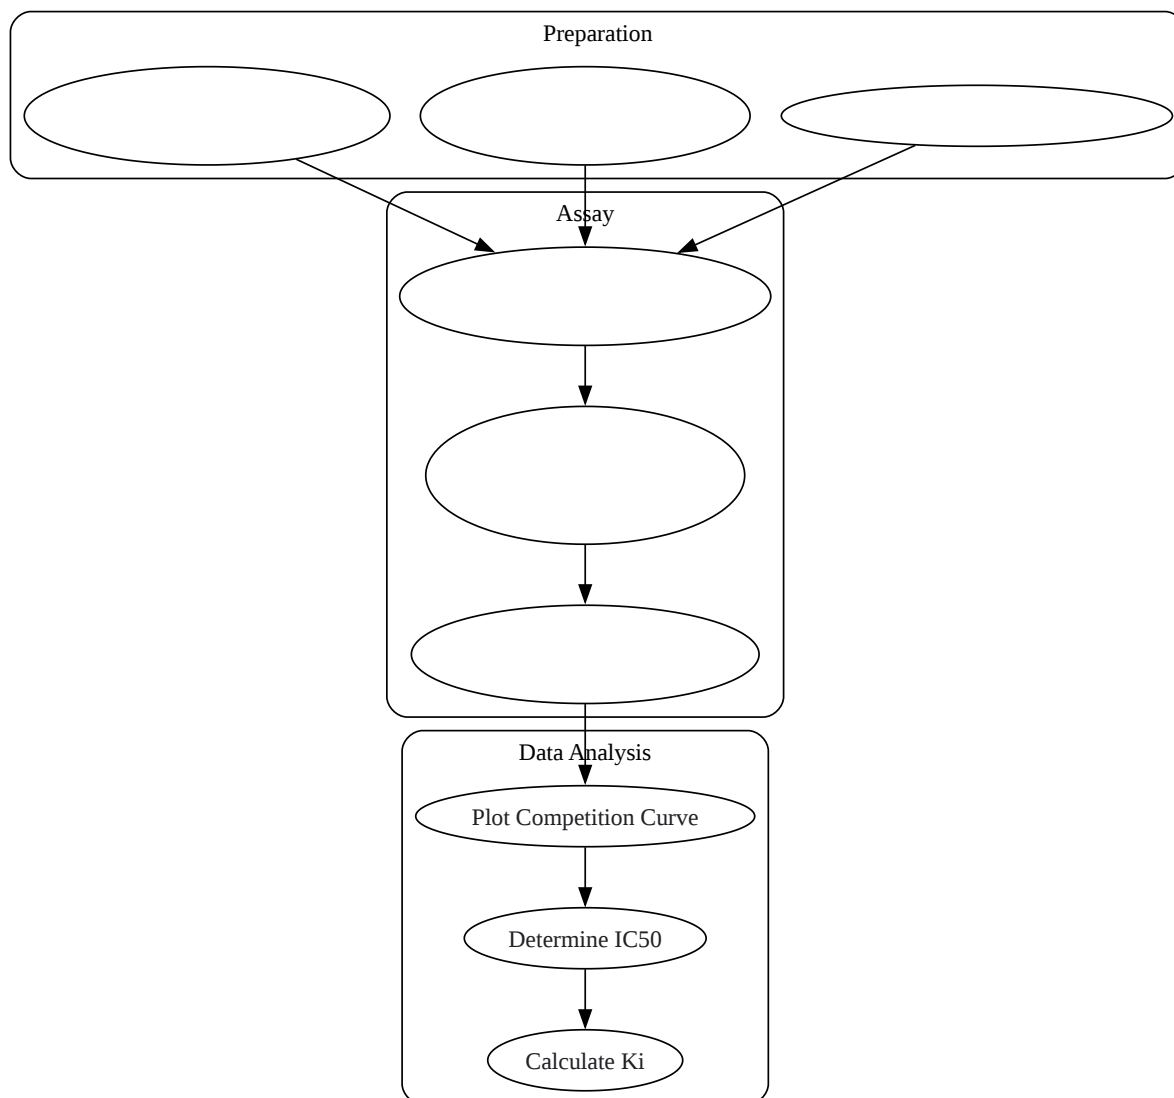 Preparation
Assay
Data Analysis
Plot Competition Curve
Determine IC50
Calculate Ki